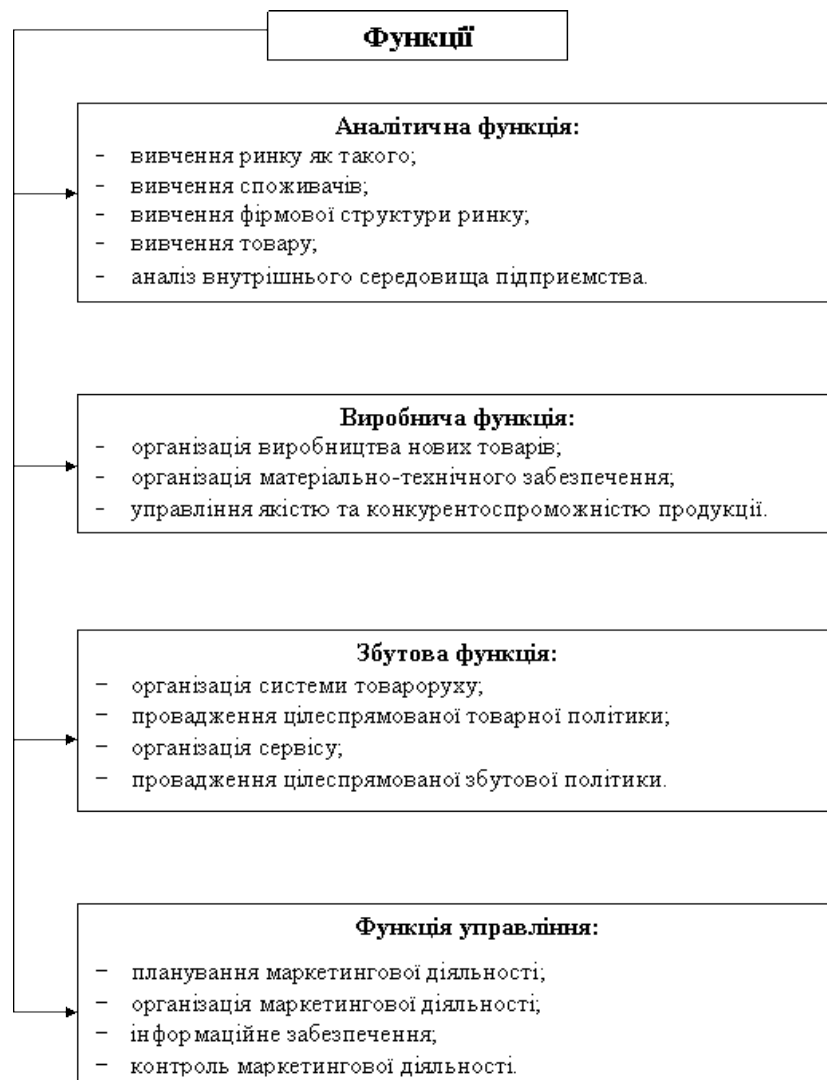 Функції
Аналітична функція:
- вивчення ринку як такого;
- вивчення споживачів;
- вивчення фірмової структури ринку;
- вивчення товару;
- аналіз внутрішнього середовища підприємства.
Виробнича функція:
- організація виробництва нових товарів;
- організація матеріально-технічного забезпечення;
- управління якістю та конкурентоспроможністю продукції.
Збутова функція:
− організація системи товароруху;
− провадження цілеспрямованої товарної політики;
− організація сервісу;
− провадження цілеспрямованої збутової політики.
Функція управління:
− планування маркетингової діяльності;
− організація маркетингової діяльності;
− інформаційне забезпечення;
− контроль маркетингової діяльності.